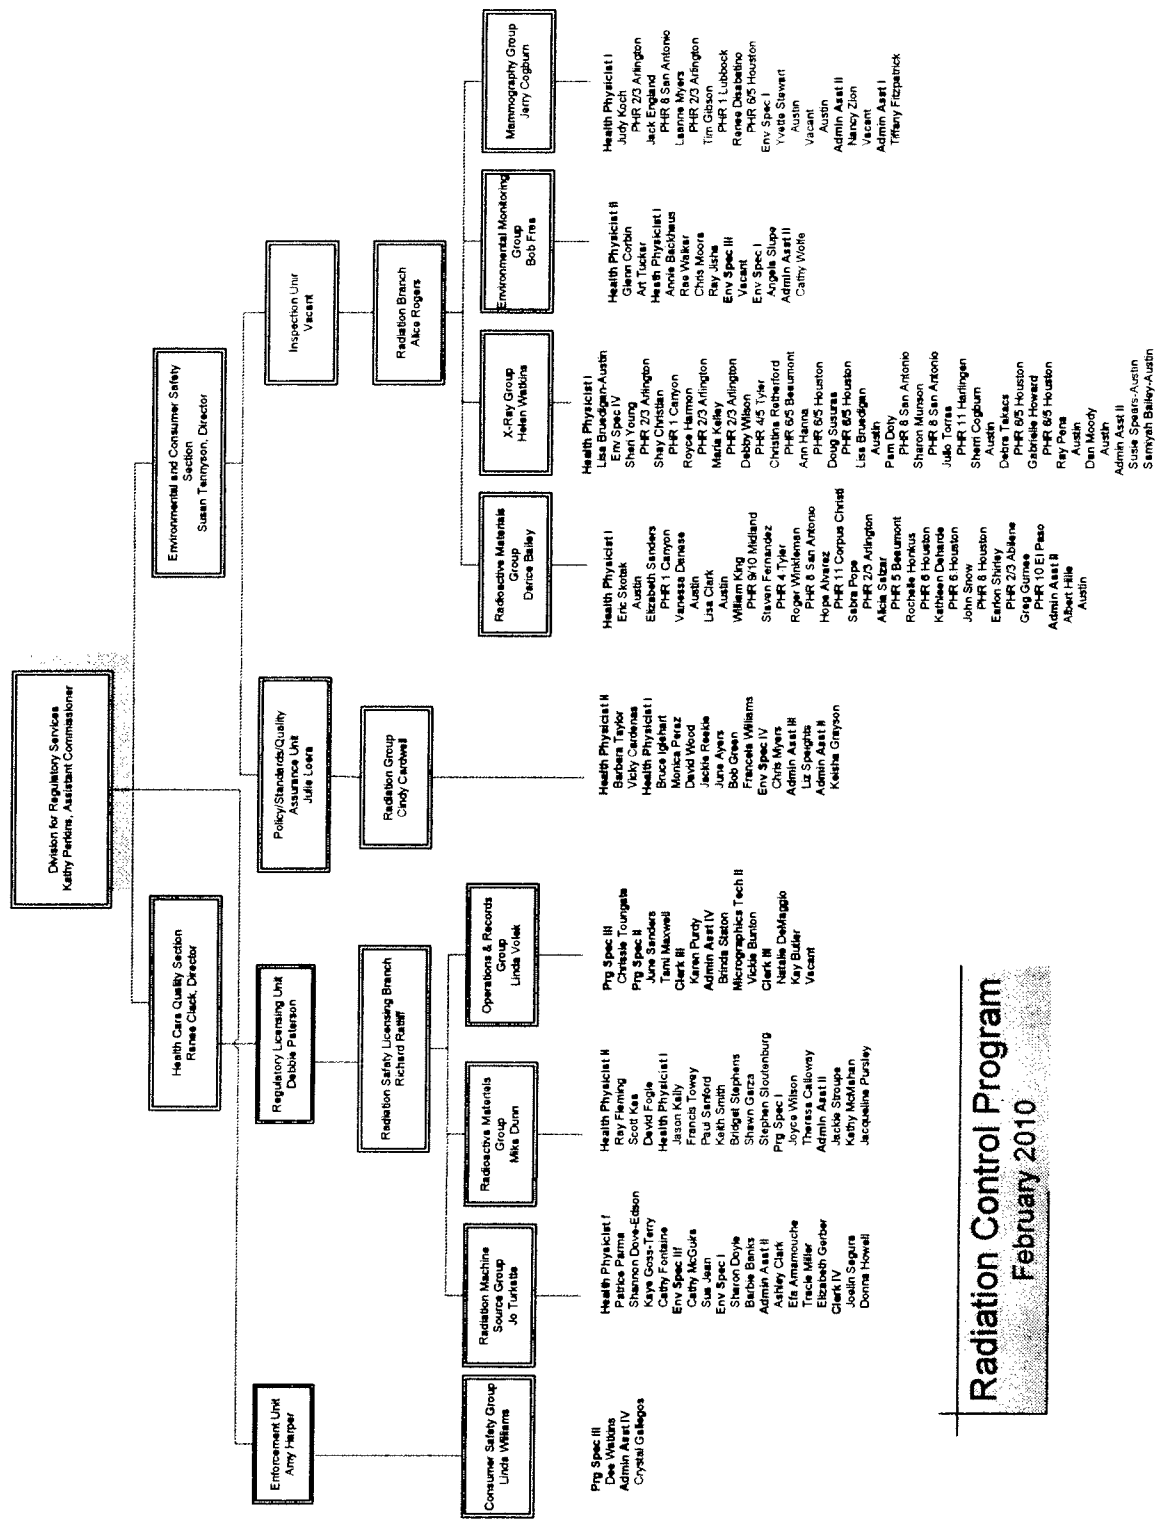 Division for Regulatory Services
Kathy Perkins, Assistant Commissioner
Health Care Quality Section
Renee Clack, Director
Environmental and Consumer Safety
Section
Susan Tennyson, Director
Enforcement Unit
Amy Harper
Regulatory Licensing Unit
Debbie Peterson
Policy/Standards/Quality
Assurance Unit
Julie Loera
Inspection Unit
Vacant
Radiation Safety Licensing Branch
Richard Ratliff
Radiation Group
Cindy Cardwell
Radiation Branch
Alice Rogers
Consumer Safety Group
Linda Williams
Radiation Machine
Source Group
Jo Turkette
Radioactive Materials
Group
Mike Dunn
Operations & Records
Group
Linda Volek
Radioactive Materials
Group
Darice Bailey
X-Ray Group
Helen Watkins
Environmental Monitoring
Group
Bob Free
Mammography Group
Jerry Cogburn
Prg Spec III
Dee Watkins
Admin Asst IV
Crystal Gallegos
Health Physicist I
Patrice Parma
Shannon Dove-Edson
Kaye Goss-Terry
Cathy Fontaine
Env Spec III
Cathy McGuire
Sue Jean
Env Spec I
Sharon Doyle
Barbie Banks
Admin Asst II
Ashley Clark
Efa Amamouche
Tracie Miller
Elizabeth Gerber
Clerk IV
Joelin Segura
Donna Howell
Health Physicist II
Ray Fleming
Scott Kee
David Fogle
Health Physicist I
Jason Kelly
Francis Towey
Paul Sanford
Keith Smith
Bridget Stephens
Shawn Garza
Stephen Sloutenburg
Prg Spec I
Joyce Wilson
Theresa Calloway
Admin Asst II
Jackie Stroupe
Kathy McMahan
Jacqueline Pursley
Prg Spec III
Chrissie Toungate
Prg Spec II
June Sanders
Tami Maxwell
Clerk III
Karen Purdy
Admin Asst IV
Brinda Staton
Micrographics Tech II
Vickie Bunton
Clerk III
Natalie DeMaggio
Kay Butler
Vacant
Health Physicist II
Barbara Taylor
Vicky Cardenas
Health Physicist I
Bruce Iglehart
Monica Perez
David Wood
Jackie Reekie
June Ayers
Bob Green
Francela Williams
Env Spec IV
Chris Myers
Admin Asst III
Liz Speights
Admin Asst II
Keisha Grayson
Health Physicist I
Eric Skotak
Austin
Elizabeth Sanders
PHR 1 Canyon
Vanessa Danese
Austin
Lisa Clark
Austin
William King
PHR 9/10 Midland
Steven Fernandez
PHR 4 Tyler
Roger Winkleman
PHR 8 San Antonio
Hope Alvarez
PHR 11 Corpus Christi
Sabra Pope
PHR 2/3 Arlington
Alicia Salzar
PHR 5 Beaumont
Rochelle Honkus
PHR 6 Houston
Kathleen Deharde
PHR 6 Houston
John Snow
PHR 6 Houston
Earlon Shirley
PHR 2/3 Abilene
Greg Gurnee
PHR 10 El Paso
Admin Asst II
Albert Hille
Austin
Health Physicist I
Lisa Bruedigan-Austin
Env Spec IV
Shari Young
PHR 2/3 Arlington
Shay Christian
PHR 1 Canyon
Royce Harmon
PHR 2/3 Arlington
Maria Kelley
PHR 2/3 Arlington
Debby Wilson
PHR 4/5 Tyler
Christina Retherford
PHR 6/5 Beaumont
Ann Hanna
PHR 6/5 Houston
Doug Susuras
PHR 6/5 Houston
Lisa Bruedigan
Austin
Pam Doty
PHR 8 San Antonio
Sharon Munson
PHR 8 San Antonio
Julio Torras
PHR 11 Harlingen
Sherri Cogburn
Austin
Debra Takacs
PHR 6/5 Houston
Gabrielle Howard
PHR 6/5 Houston
Ray Pena
Austin
Dan Moody
Austin
Admin Asst II
Susie Spears-Austin
Samiyah Bailey-Austin
Health Physicist II
Glenn Corbin
Art Tucker
Heath Physicist I
Annie Backhaus
Rae Walker
Chris Moore
Ray Jisha
Env Spec III
Vacant
Env Spec I
Angela Slupe
Admin Asst II
Cathy Wolfe
Health Physicist I
Judy Koch
PHR 2/3 Arlington
Jack England
PHR 8 San Antonio
Leanne Myers
PHR 2/3 Arlington
Tim Gibson
PHR 1 Lubbock
Renee Disabatino
PHR 6/5 Houston
Env Spec I
Yvette Stewart
Austin
Vacant
Austin
Admin Asst II
Nancy Zion
Vacant
Admin Asst I
Tiffany Fitzpatrick
Radiation Control Program
February 2010